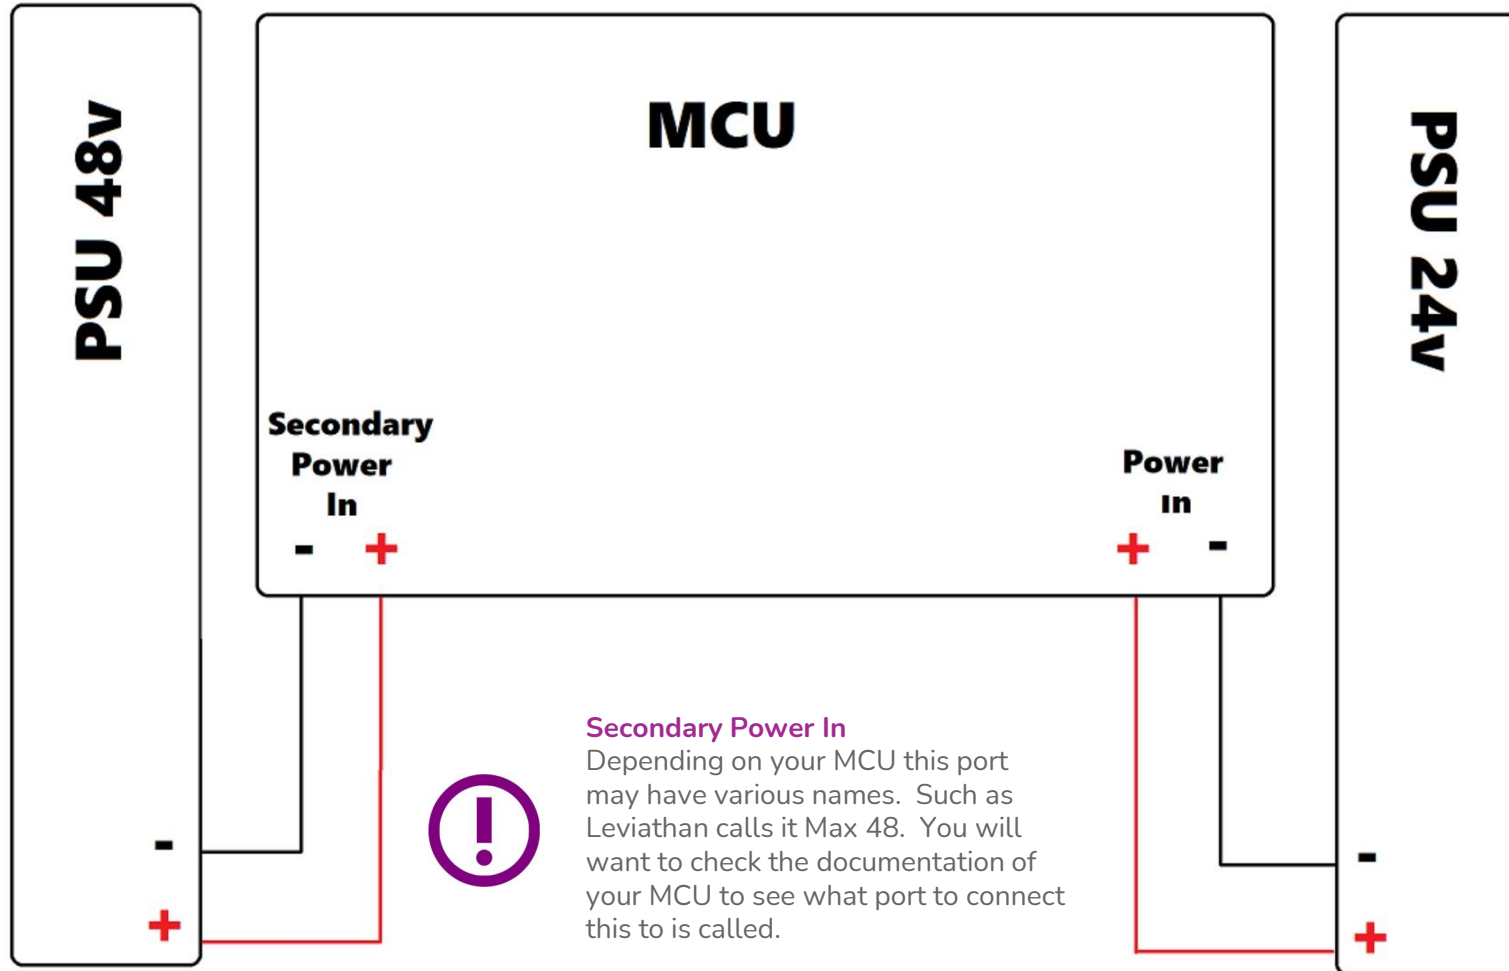 PSU 48v
MCU
PSU 24v
Secondary
Power
In
- +
Power
in
+ -
-
+
Secondary Power In
Depending on your MCU this port
may have various names.  Such as
Leviathan calls it Max 48.  You will
want to check the documentation of
your MCU to see what port to connect
this to is called.
-
+